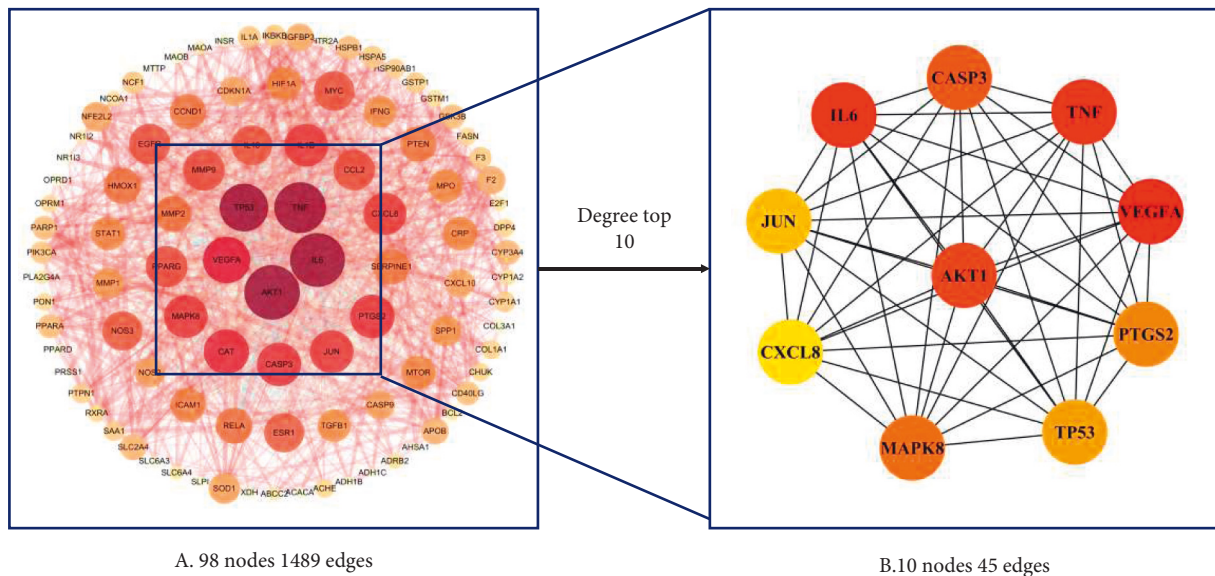 IL1A
IKBKB
IGFBP3
NTR2A
INSR
HSPB1
MAOA
HSPA5
MAOB
HSP90AB1
MTTP
GSTP1
NCF1
CDKN1A
HIF1A
MYC
GSTM1
NCOA1
CCND1
IFNG
GSK3B
NFE2L2
FASN
NR1I2
EGFR
IL1B
PTEN
F3
NR1I3
MMP9
CCL2
F2
OPRD1
HMOX1
MPO
E2F1
OPRM1
TP53
TNF
MMP2
CXCL8
DPP4
PARP1
STAT1
CRP
CYP3A4
PIK3CA
VEGFA
IL6
PPARG
SERPINE1
CYP1A2
PLA2G4A
MMP1
CXCL10
AKT1
CYP1A1
PON1
MAPK8
PTGS2
COL3A1
PPARA
NOS3
SPP1
PPARD
CAT
CASP3
JUN
COL1A1
PRSS1
NOS2
MTOR
CHUK
PTPN1
CD40LG
RXRA
ICAM1
CASP9
BCL2
SAA1
RELA
ESR1
TGFB1
APOB
SLC2A4
AHSA1
SLC6A3
ADRB2
SLC6A4
ADH1C
SLPI
SOD1
XDH
ABCC2
ACACA
ACHE
ADH1B
A. 98 nodes 1489 edges
Degree top
10
CASP3
IL6
TNF
JUN
VEGFA
AKT1
CXCL8
PTGS2
MAPK8
TP53
B.10 nodes 45 edges